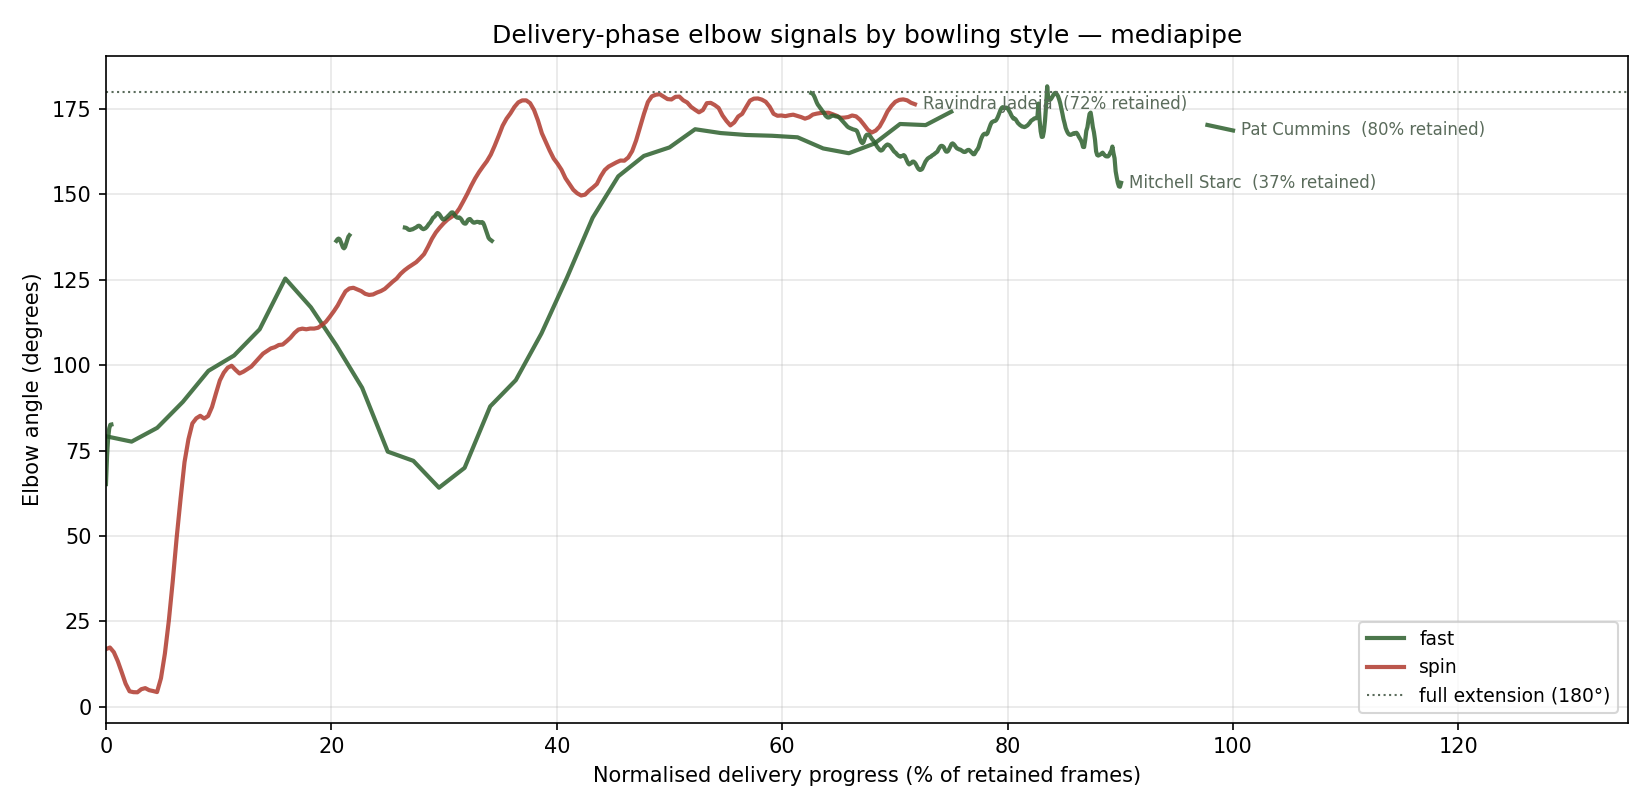 Delivery-phase elbow signals by bowling style — mediapipe
Elbow angle (degrees)
175
150
125
100
75
50
25
0
Ravindra Jadeja (72% retained)
Pat Cummins (80% retained)
Mitchell Starc (37% retained)
fast
spin
full extension (180°)
0 20 40 60 80 100 120
Normalised delivery progress (% of retained frames)